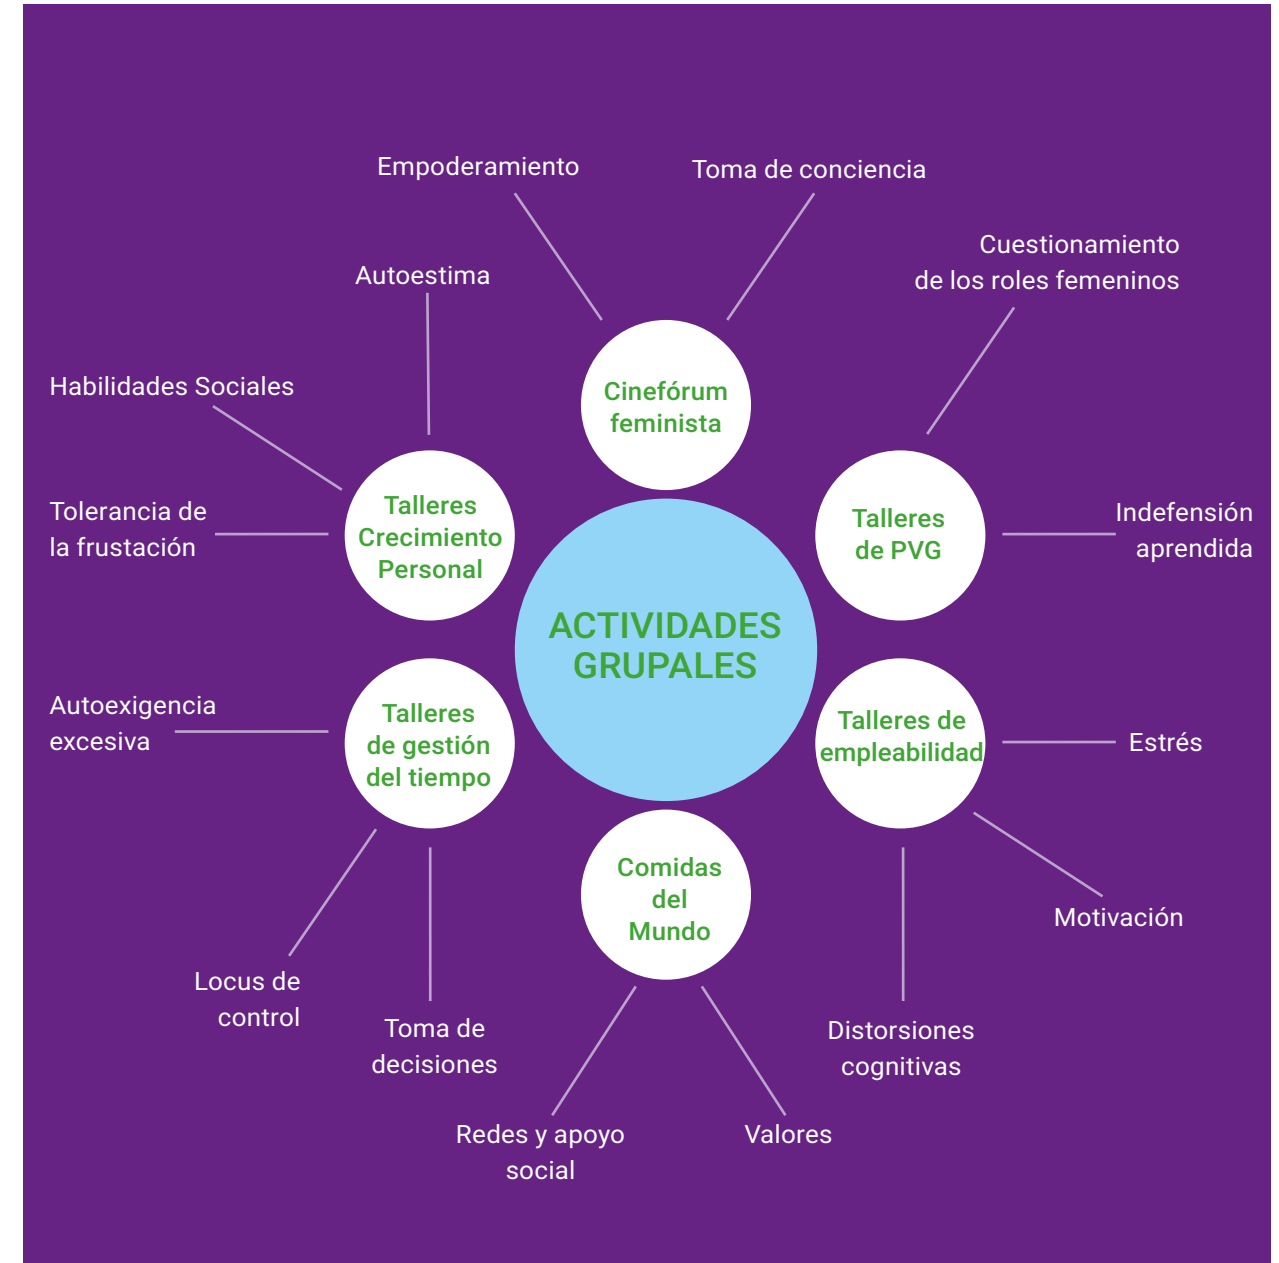 Empoderamiento
Toma de conciencia
Cuestionamiento
de los roles femeninos
Autoestima
Habilidades Sociales
Cinefórum
feminista
Tolerancia de
la frustación
Talleres
Crecimiento
Personal
Talleres
de PVG
Indefensión
aprendida
ACTIVIDADES
GRUPALES
Autoexigencia
excesiva
Talleres
de gestión
del tiempo
Talleres de
empleabilidad
Estrés
Comidas
del
Mundo
Motivación
Locus de
control
Toma de
decisiones
Distorsiones
cognitivas
Redes y apoyo
social
Valores